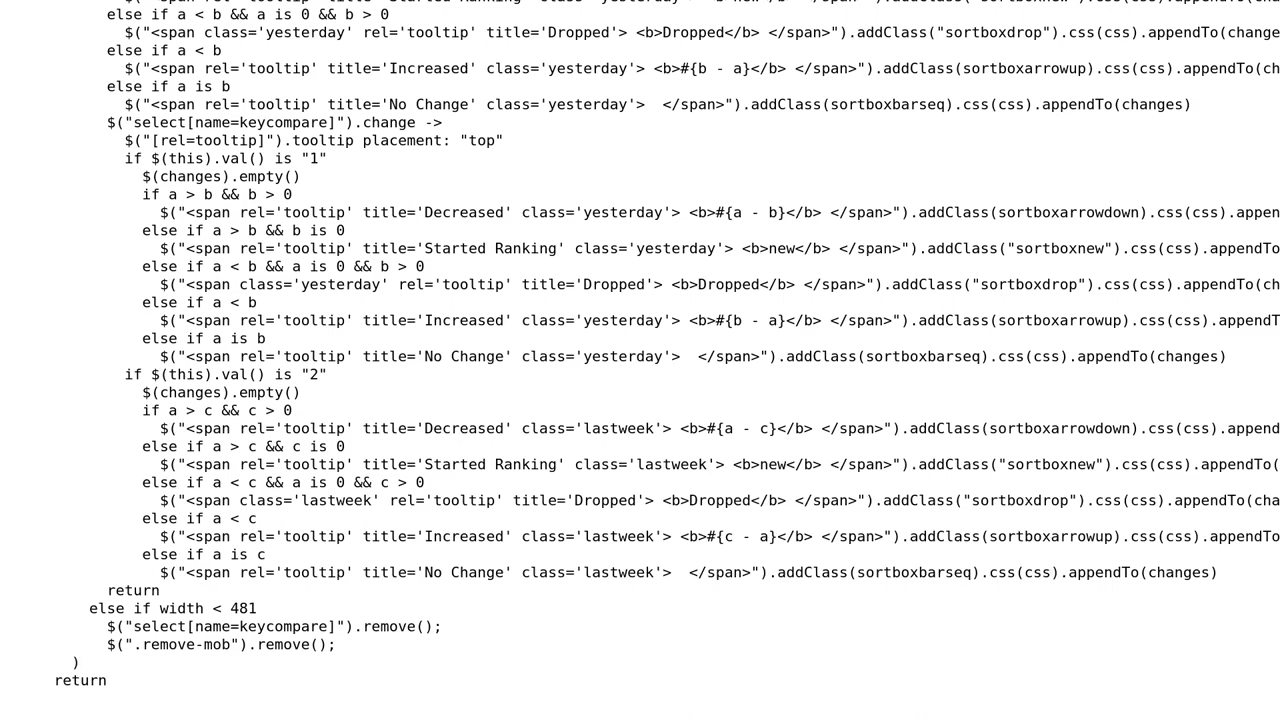 else if a < b && a is 0 && b > 0
$("<span class='yesterday' rel='tooltip' title='Dropped'> <b>Dropped</b> </span>").addClass("sortboxdrop").css(css).appendTo(change
else if a < b
$("<span rel='tooltip' title='Increased' class='yesterday'> <b>#{b - a}</b> </span>").addClass(sortboxarrowup).css(css).appendTo(ch
else if a is b
$("<span rel='tooltip' title='No Change' class='yesterday'>  </span>").addClass(sortboxbarseq).css(css).appendTo(changes)
$("select[name=keycompare]").change ->
$("[rel=tooltip]").tooltip placement: "top"
if $(this).val() is "1"
$(changes).empty()
if a > b && b > 0
$("<span rel='tooltip' title='Decreased' class='yesterday'> <b>#{a - b}</b> </span>").addClass(sortboxarrowdown).css(css).appen
else if a > b && b is 0
$("<span rel='tooltip' title='Started Ranking' class='yesterday'> <b>new</b> </span>").addClass("sortboxnew").css(css).appendTo
else if a < b && a is 0 && b > 0
$("<span class='yesterday' rel='tooltip' title='Dropped'> <b>Dropped</b> </span>").addClass("sortboxdrop").css(css).appendTo(ch
else if a < b
$("<span rel='tooltip' title='Increased' class='yesterday'> <b>#{b - a}</b> </span>").addClass(sortboxarrowup).css(css).appendT
else if a is b
$("<span rel='tooltip' title='No Change' class='yesterday'>  </span>").addClass(sortboxbarseq).css(css).appendTo(changes)
if $(this).val() is "2"
$(changes).empty()
if a > c && c > 0
$("<span rel='tooltip' title='Decreased' class='lastweek'> <b>#{a - c}</b> </span>").addClass(sortboxarrowdown).css(css).append
else if a > c && c is 0
$("<span rel='tooltip' title='Started Ranking' class='lastweek'> <b>new</b> </span>").addClass("sortboxnew").css(css).appendTo(
else if a < c && a is 0 && c > 0
$("<span class='lastweek' rel='tooltip' title='Dropped'> <b>Dropped</b> </span>").addClass("sortboxdrop").css(css).appendTo(cha
else if a < c
$("<span rel='tooltip' title='Increased' class='lastweek'> <b>#{c - a}</b> </span>").addClass(sortboxarrowup).css(css).appendTo
else if a is c
$("<span rel='tooltip' title='No Change' class='lastweek'>  </span>").addClass(sortboxbarseq).css(css).appendTo(changes)
return
else if width < 481
$("select[name=keycompare]").remove();
$(".remove-mob").remove();
)
return